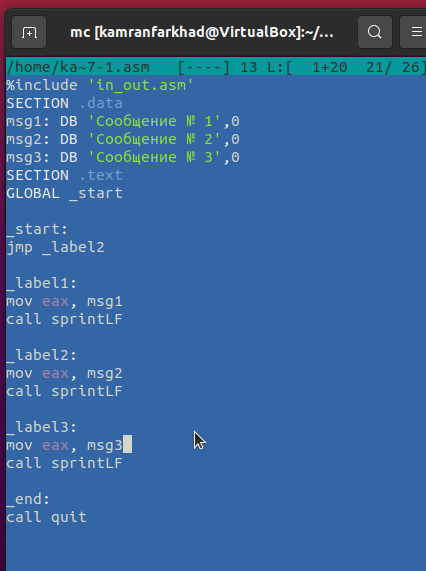 mc [kamranfarkhad@VirtualBox]:~/…
/home/ka~7-1.asm   [----] 13 L:[  1+20  21/ 26]
%include 'in_out.asm'
SECTION .data
msg1: DB 'Сообщение № 1',0
msg2: DB 'Сообщение № 2',0
msg3: DB 'Сообщение № 3',0
SECTION .text
GLOBAL _start

_start:
jmp _label2

_label1:
mov eax, msg1
call sprintLF

_label2:
mov eax, msg2
call sprintLF

_label3:
mov eax, msg3
call sprintLF

_end:
call quit